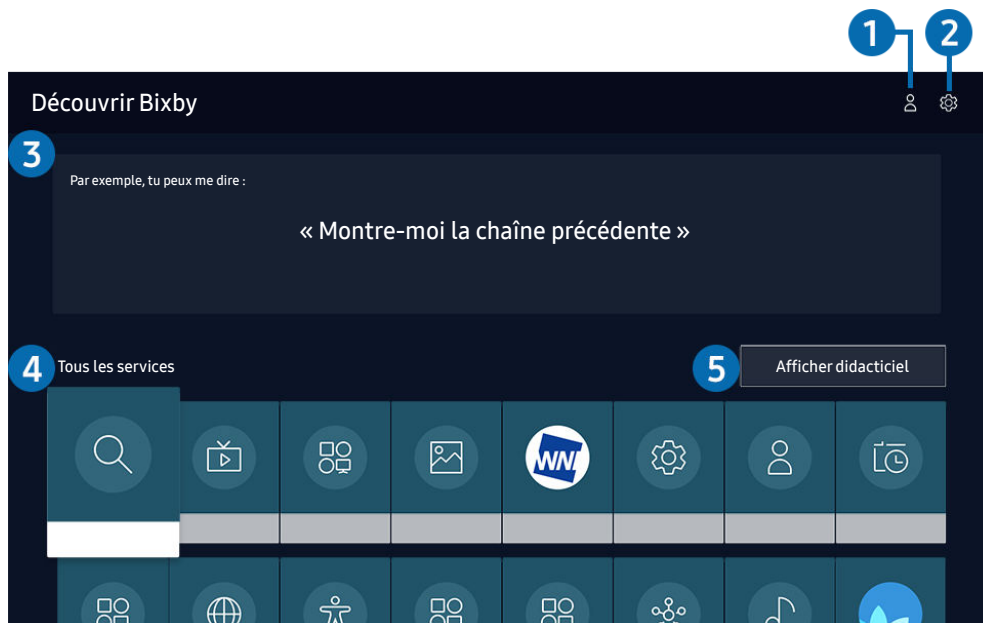 1 2
Découvrir Bixby
3
Par exemple, tu peux me dire :
« Montre-moi la chaîne précédente »
4 Tous les services
5 Afficher didacticiel
WNI